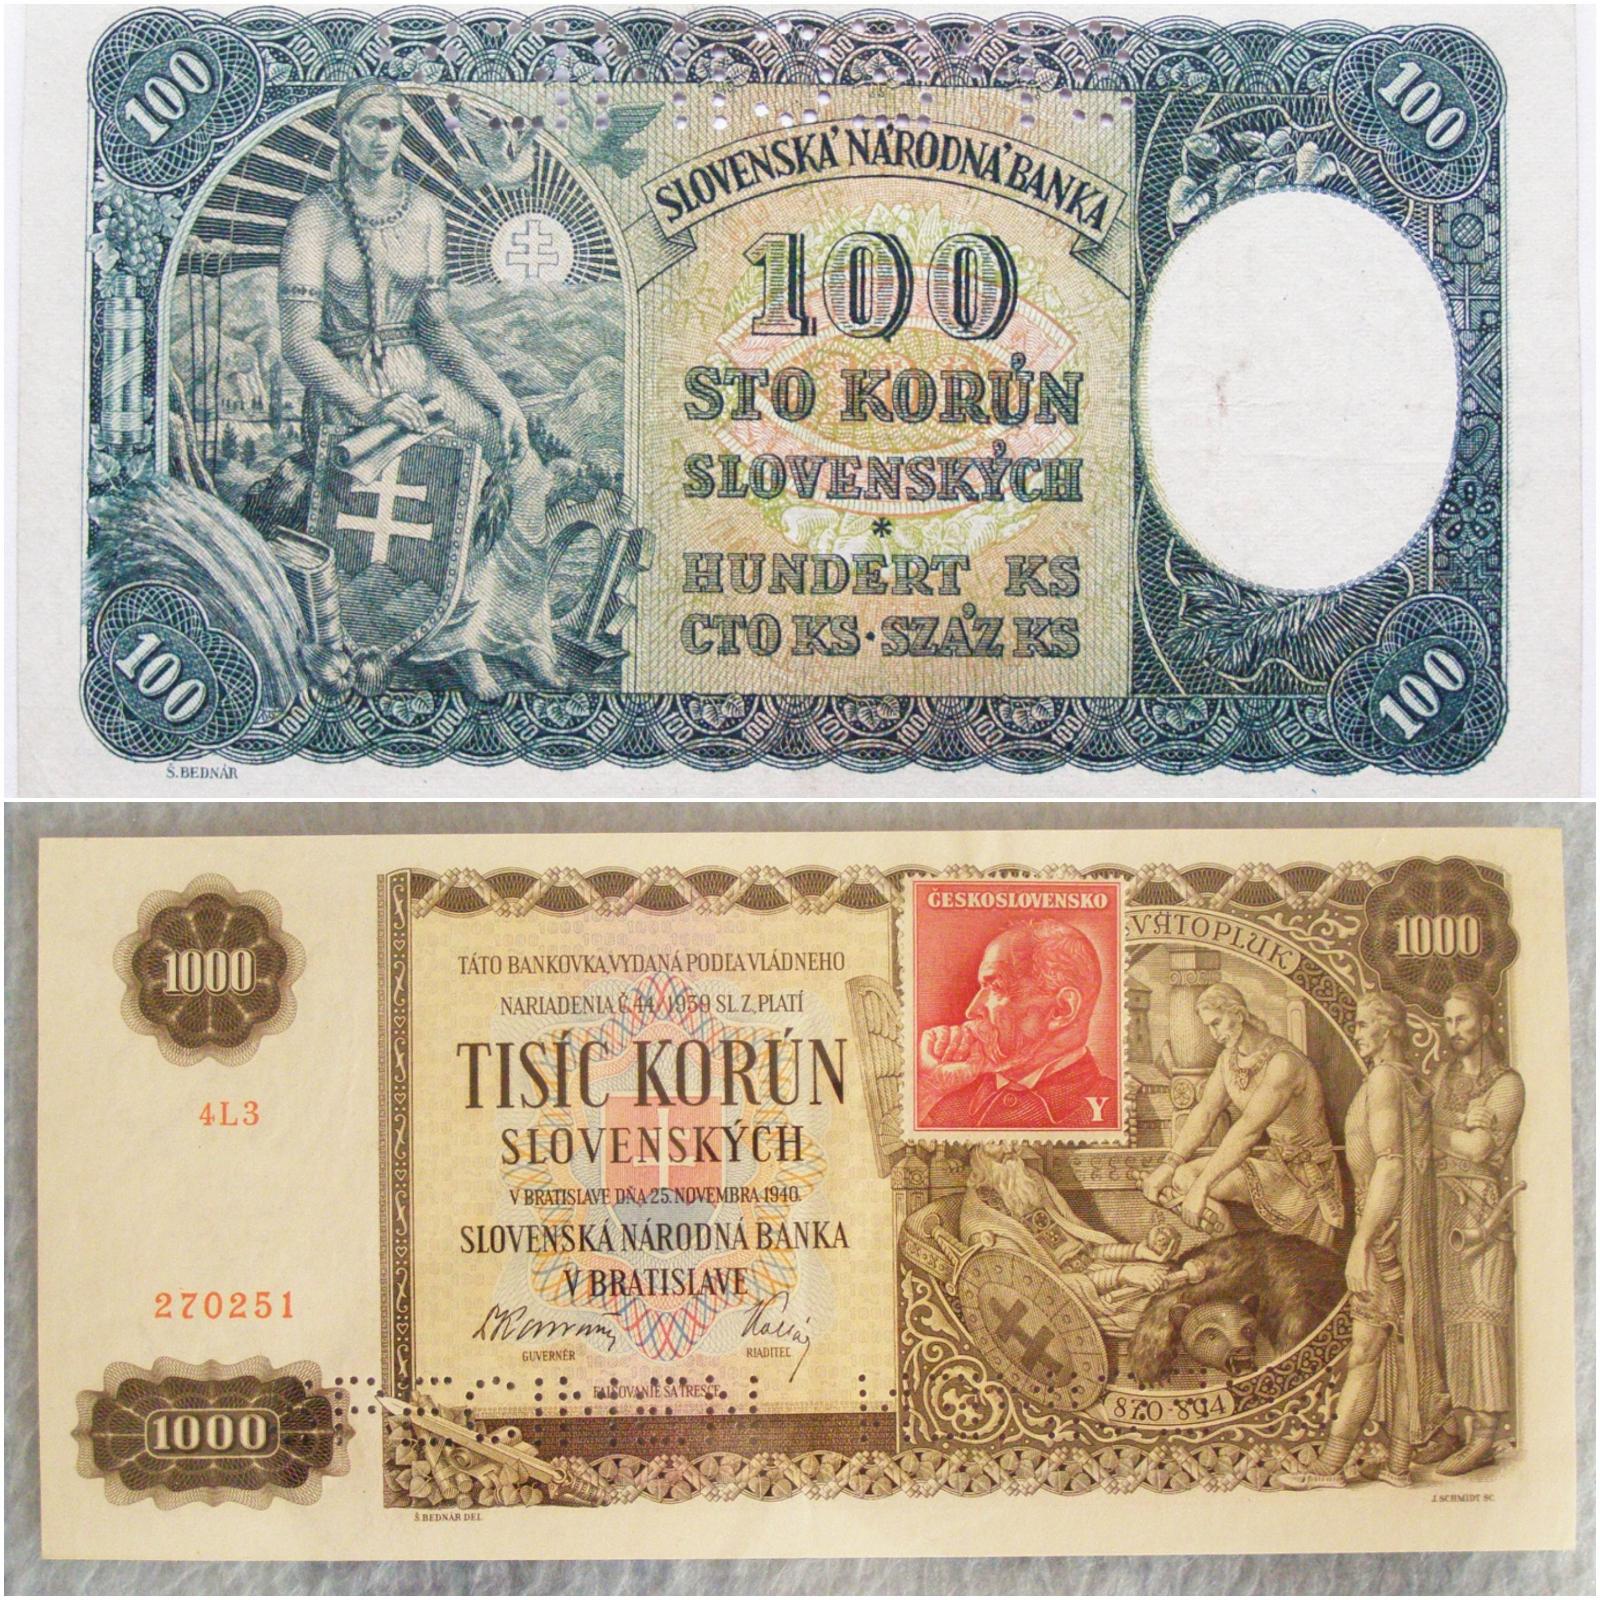 100
100
SLOVENSKÁ NÁRODNÁ BANKA
100
STO KORÚN
SLOVENSKÝCH
*
HUNDERT KS
СТО KS · SZÁZ KS
100
100
Š. BEDNÁR
1000
ČESKOSLOVENSKO
Y
VÄTOPLUK
1000
TÁTO BANKOVKA, VYDANÁ PODĽA VLÁDNEHO
NARIADENIA Č. 44/1939 SL. Z., PLATÍ
TISÍC KORÚN
SLOVENSKÝCH
V BRATISLAVE DŇA 25. NOVEMBRA 1940.
SLOVENSKÁ NÁRODNÁ BANKA
V BRATISLAVE
GUVERNÉR
RIADITEĽ
FALŠOVANIE SA TRESCE
4L3
270251
1000
870-894
Š. BEDNÁR DEL.
J. SCHMIDT SC.